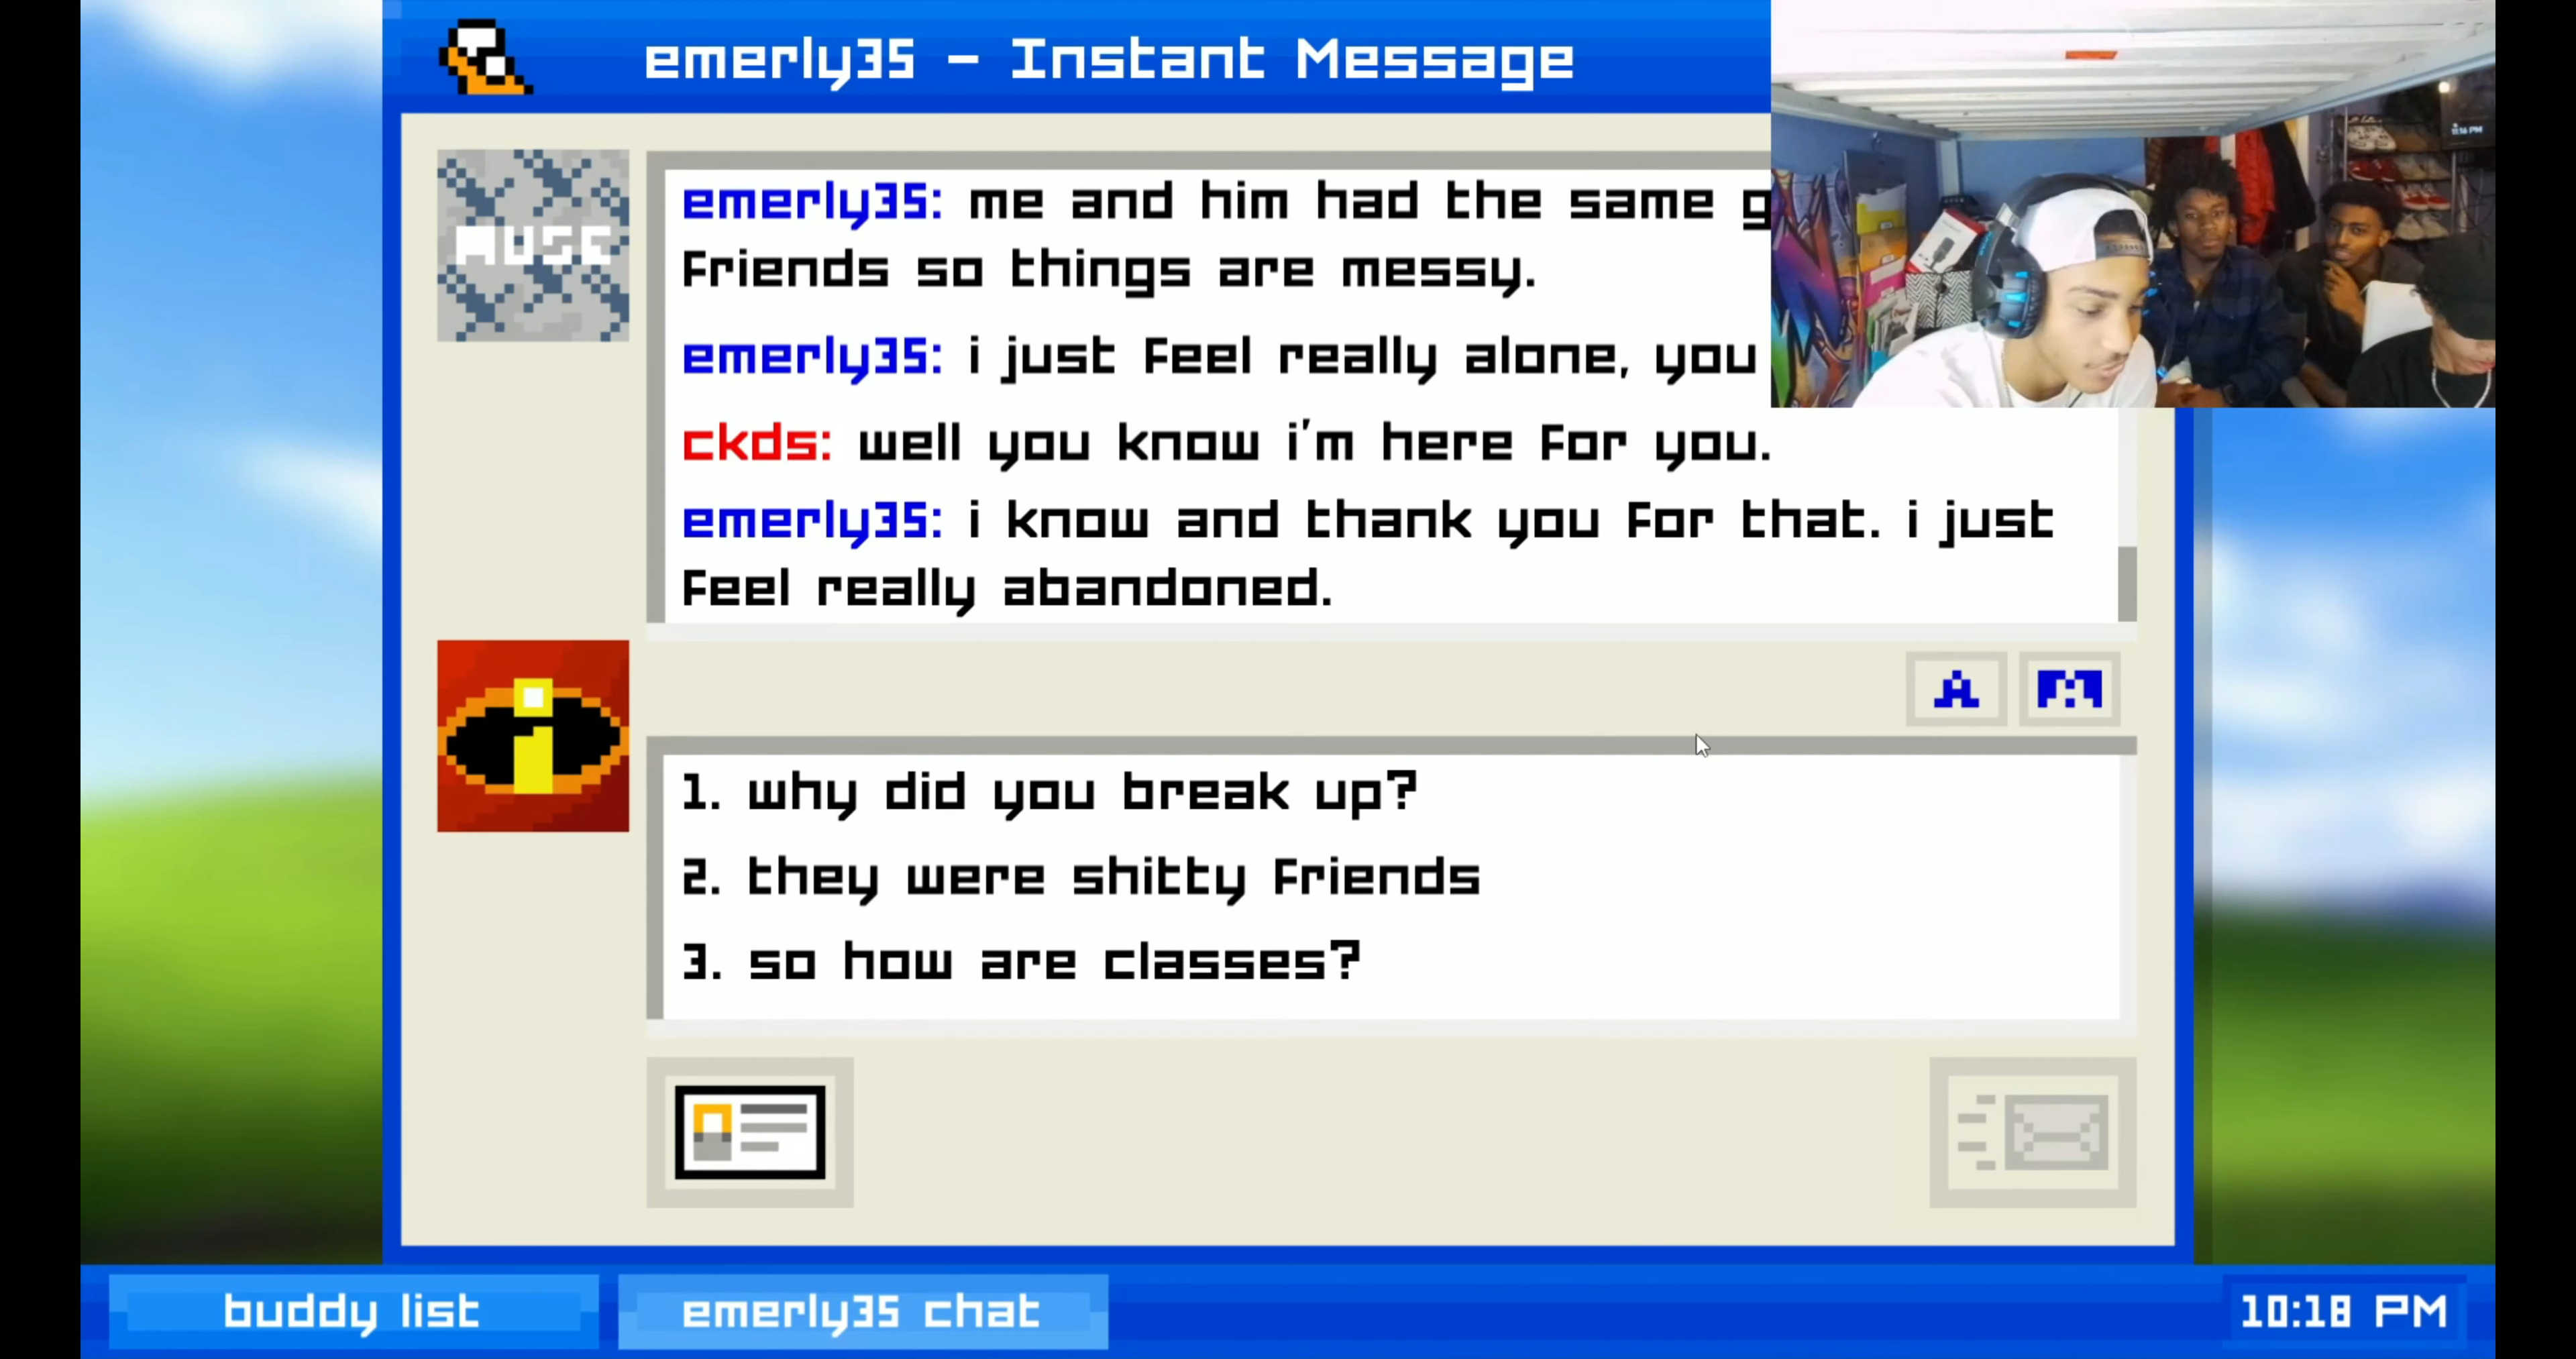 emerly35 - Instant Message
emerly35: me and him had the same
Friends so things are messy.
emerly35: i just Feel really alone, you
ckds: well you know i'm here For you.
emerly35: i know and thank you For that. i just
Feel really abandoned.
MUSE
i
A
M
1. why did you break up?
2. they were shitty Friends
3. so how are classes?
buddy list
emerly35 chat
10:18 PM